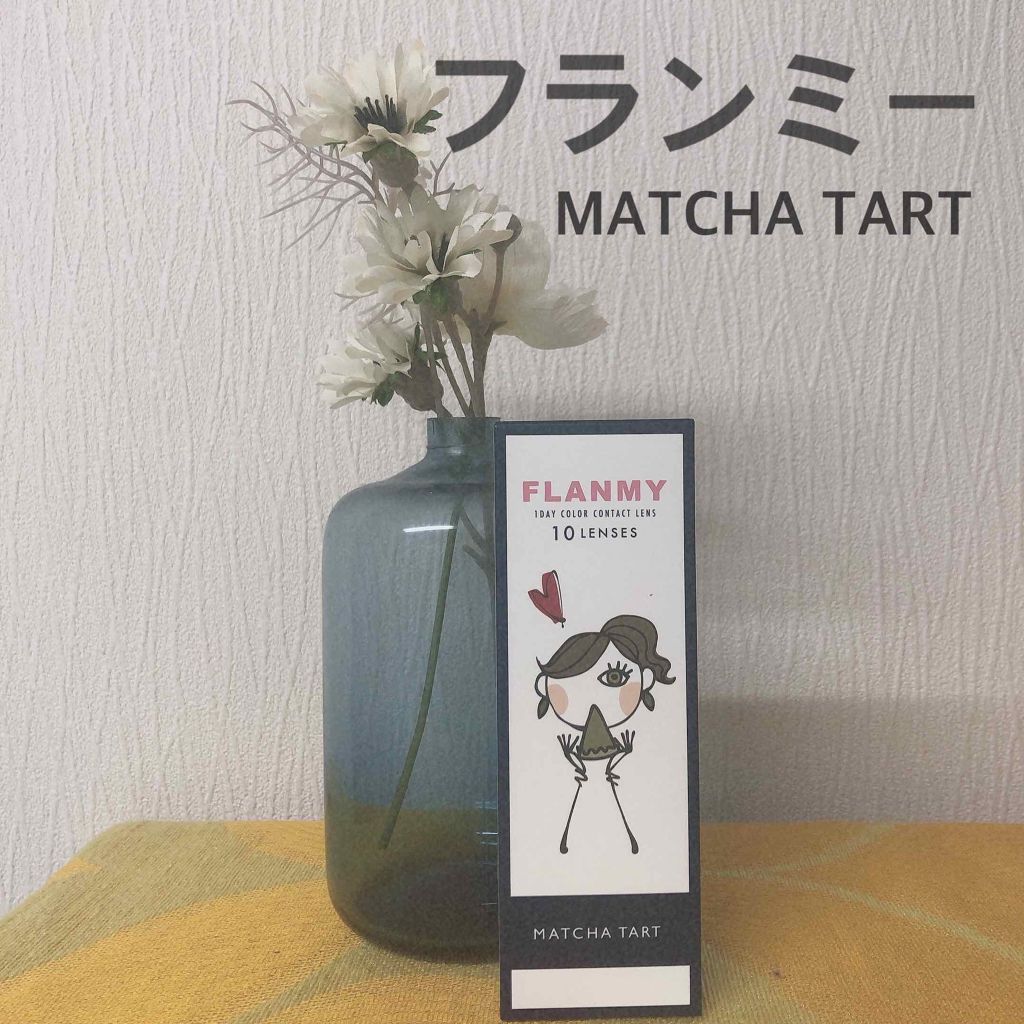 フランミー
MATCHA TART
FLANMY
1DAY COLOR CONTACT LENS
10 LENSES
MATCHA TART